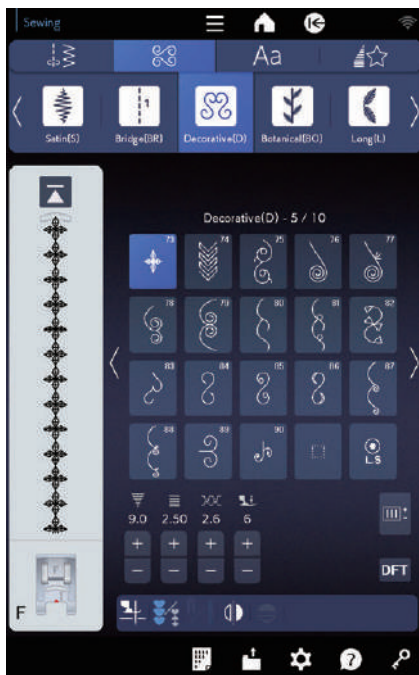 Sewing
Aa
Satin(S) Bridge(BR) Decorative(D) Botanical(BO) Long(L)
1
Decorative(D) - 5 / 10
73 74 75 76 77
78 79 80 81 82
83 84 85 86 87
88 89 90 L S
9.0 2.50 2.6 6
+ + + +
− − − −
DFT
F
?